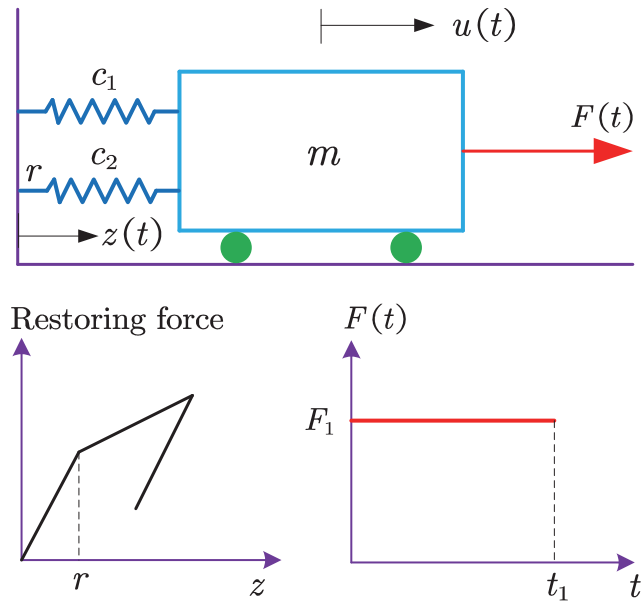 u(t)
c₁
F(t)
c₂
m
r
z(t)
Restoring force
F(t)
F₁
r
z
t₁
t